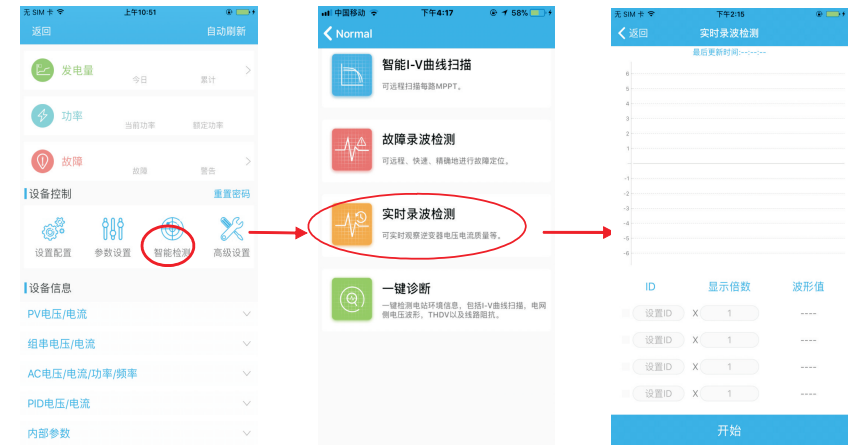 无 SIM 卡
上午10:51
返回
自动刷新
发电量
今日
累计
功率
当前功率
额定功率
故障
故障
警告
设备控制
重置密码
设置配置
参数设置
智能检测
高级设置
设备信息
PV电压/电流
组串电压/电流
AC电压/电流/功率/频率
PID电压/电流
内部参数
中国移动
下午4:17
58%
Normal
智能I-V曲线扫描
可远程扫描每路MPPT。
故障录波检测
可远程、快速、精确地进行故障定位。
实时录波检测
可实时观察逆变器电压电流质量等。
一键诊断
一键检测电站环境信息，包括I-V曲线扫描，电网
侧电压波形，THDV以及线路阻抗。
无 SIM 卡
下午2:15
返回
实时录波检测
最后更新时间:--:--:--
6
5
4
3
2
1
-1
-2
-3
-4
-5
-6
ID
显示倍数
波形值
设置ID X 1 ----
设置ID X 1 ----
设置ID X 1 ----
设置ID X 1 ----
开始